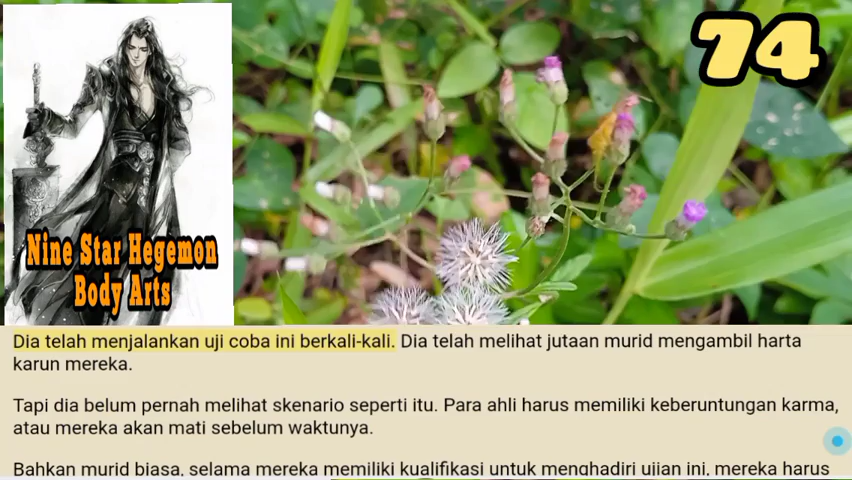 74
Nine Star Hegemon
Body Arts
Dia telah menjalankan uji coba ini berkali-kali. Dia telah melihat jutaan murid mengambil harta
karun mereka.
Tapi dia belum pernah melihat skenario seperti itu. Para ahli harus memiliki keberuntungan karma,
atau mereka akan mati sebelum waktunya.
Bahkan murid biasa, selama mereka memiliki kualifikasi untuk menghadiri ujian ini, mereka harus